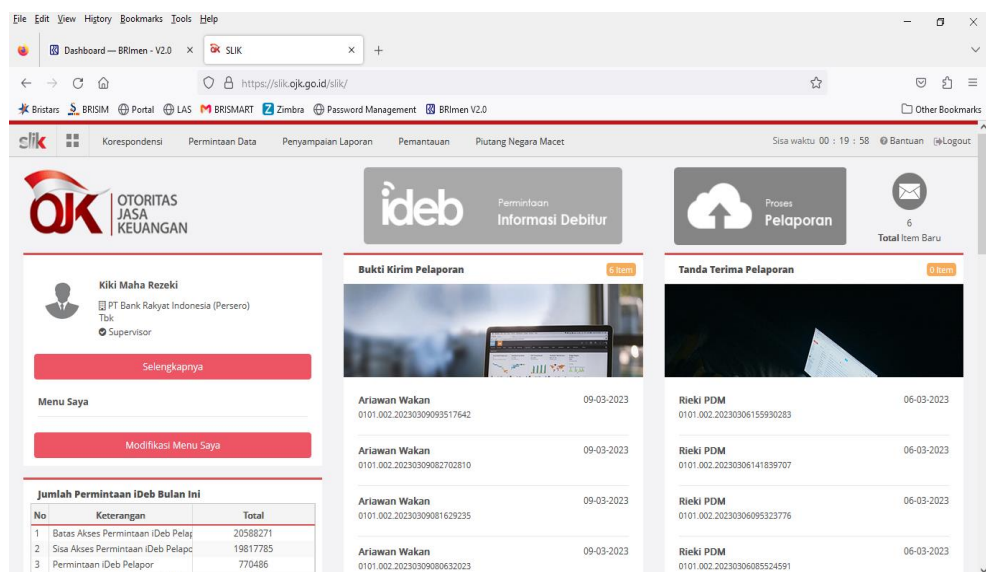 File Edit View History Bookmarks Tools Help
Dashboard — BRImen - V2.0 × SLIK × +
https://slik.ojk.go.id/slik/
Bristars BRISIM Portal LAS BRISMART Zimbra Password Management BRImen V2.0 Other Bookmarks
slik Korespondensi Permintaan Data Penyampaian Laporan Pemantauan Piutang Negara Macet Sisa waktu 00 : 19 : 58 Bantuan Logout
OJK OTORITAS
JASA
KEUANGAN
ideb Permintaan
Informasi Debitur
Proses
Pelaporan
6
Total Item Baru
Kiki Maha Rezeki
PT Bank Rakyat Indonesia (Persero)
Tbk
Supervisor
Selengkapnya
Menu Saya
Modifikasi Menu Saya
Jumlah Permintaan iDeb Bulan Ini
No Keterangan Total
1 Batas Akses Permintaan iDeb Pelap 20588271
2 Sisa Akses Permintaan iDeb Pelapo 19817785
3 Permintaan iDeb Pelapor 770486
Bukti Kirim Pelaporan 6 Item
Ariawan Wakan 09-03-2023
0101.002.20230309093517642
Ariawan Wakan 09-03-2023
0101.002.20230309082702810
Ariawan Wakan 09-03-2023
0101.002.20230309081629235
Ariawan Wakan 09-03-2023
0101.002.20230309080632023
Tanda Terima Pelaporan 0 Item
Rieki PDM 06-03-2023
0101.002.20230306155930283
Rieki PDM 06-03-2023
0101.002.20230306141839707
Rieki PDM 06-03-2023
0101.002.20230306095323776
Rieki PDM 06-03-2023
0101.002.20230306085524591